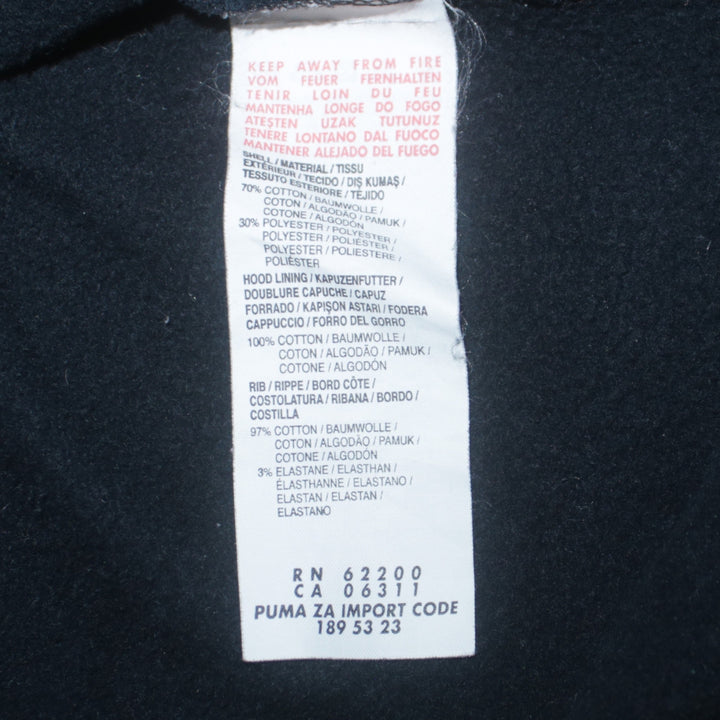 KEEP AWAY FROM FIRE
VOM FEUER FERNHALTEN
TENIR LOIN DU FEU
MANTENHA LONGE DO FOGO
ATEŞTEN UZAK TUTUNUZ
TENERE LONTANO DAL FUOCO
MANTENER ALEJADO DEL FUEGO
SHELL / MATERIAL / TISSU
EXTÉRIEUR / TECIDO / DIŞ KUMAŞ /
TESSUTO ESTERIORE / TEJIDO
70% COTTON / BAUMWOLLE /
COTON / ALGODÃO / PAMUK /
COTONE / ALGODÓN
30% POLYESTER / POLYESTER /
POLYESTER / POLIÉSTER /
POLYESTER / POLIESTERE /
POLIÉSTER
HOOD LINING / KAPUZENFUTTER /
DOUBLURE CAPUCHE / CAPUZ
FORRADO / KAPIŞON ASTARI / FODERA
CAPPUCCIO / FORRO DEL GORRO
100% COTTON / BAUMWOLLE /
COTON / ALGODÃO / PAMUK /
COTONE / ALGODÓN
RIB / RIPPE / BORD CÔTE /
COSTOLATURA / RIBANA / BORDO /
COSTILLA
97% COTTON / BAUMWOLLE /
COTON / ALGODÃO / PAMUK /
COTONE / ALGODÓN
3% ELASTANE / ELASTHAN /
ÉLASTHANNE / ELASTANO /
ELASTAN / ELASTAN /
ELASTANO
RN 62200
CA 06311
PUMA ZA IMPORT CODE
189 53 23